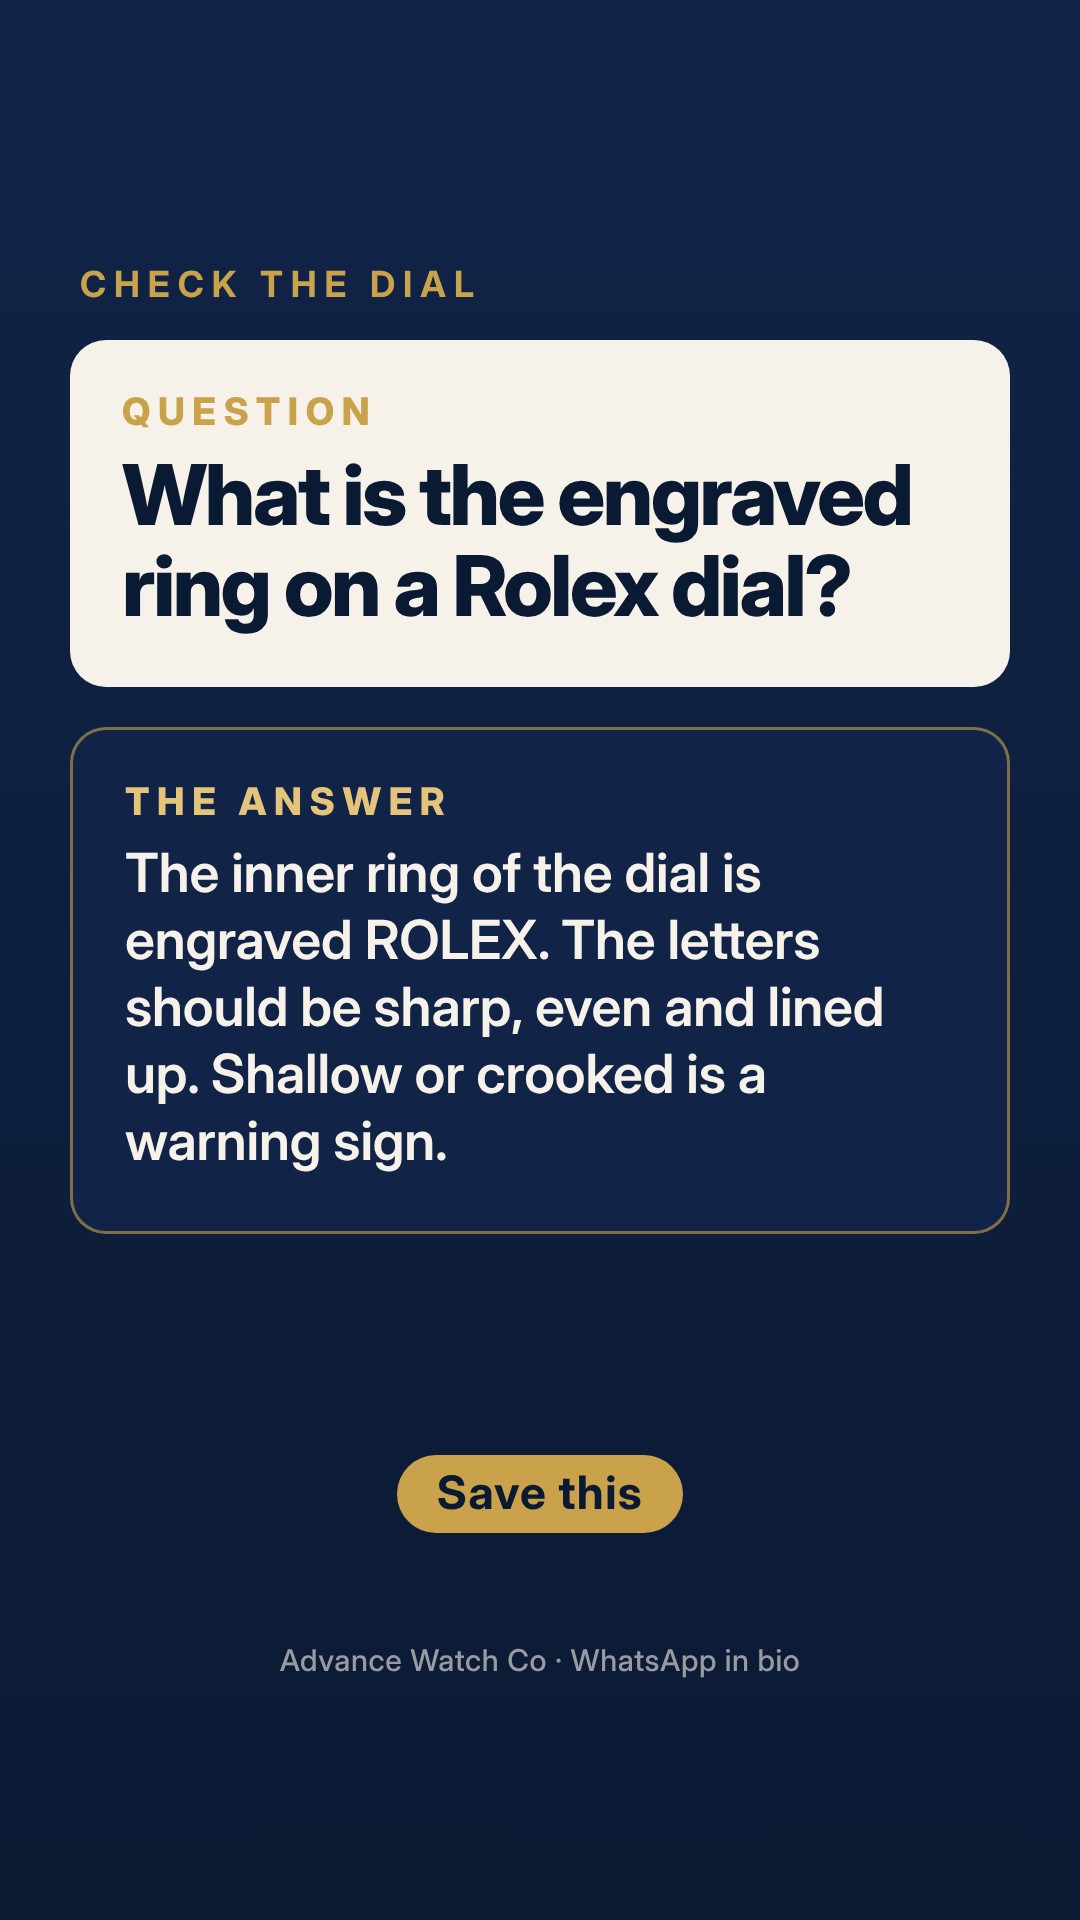 CHECK THE DIAL
QUESTION
What is the engraved
ring on a Rolex dial?
THE ANSWER
The inner ring of the dial is
engraved ROLEX. The letters
should be sharp, even and lined
up. Shallow or crooked is a
warning sign.
Save this
Advance Watch Co · WhatsApp in bio